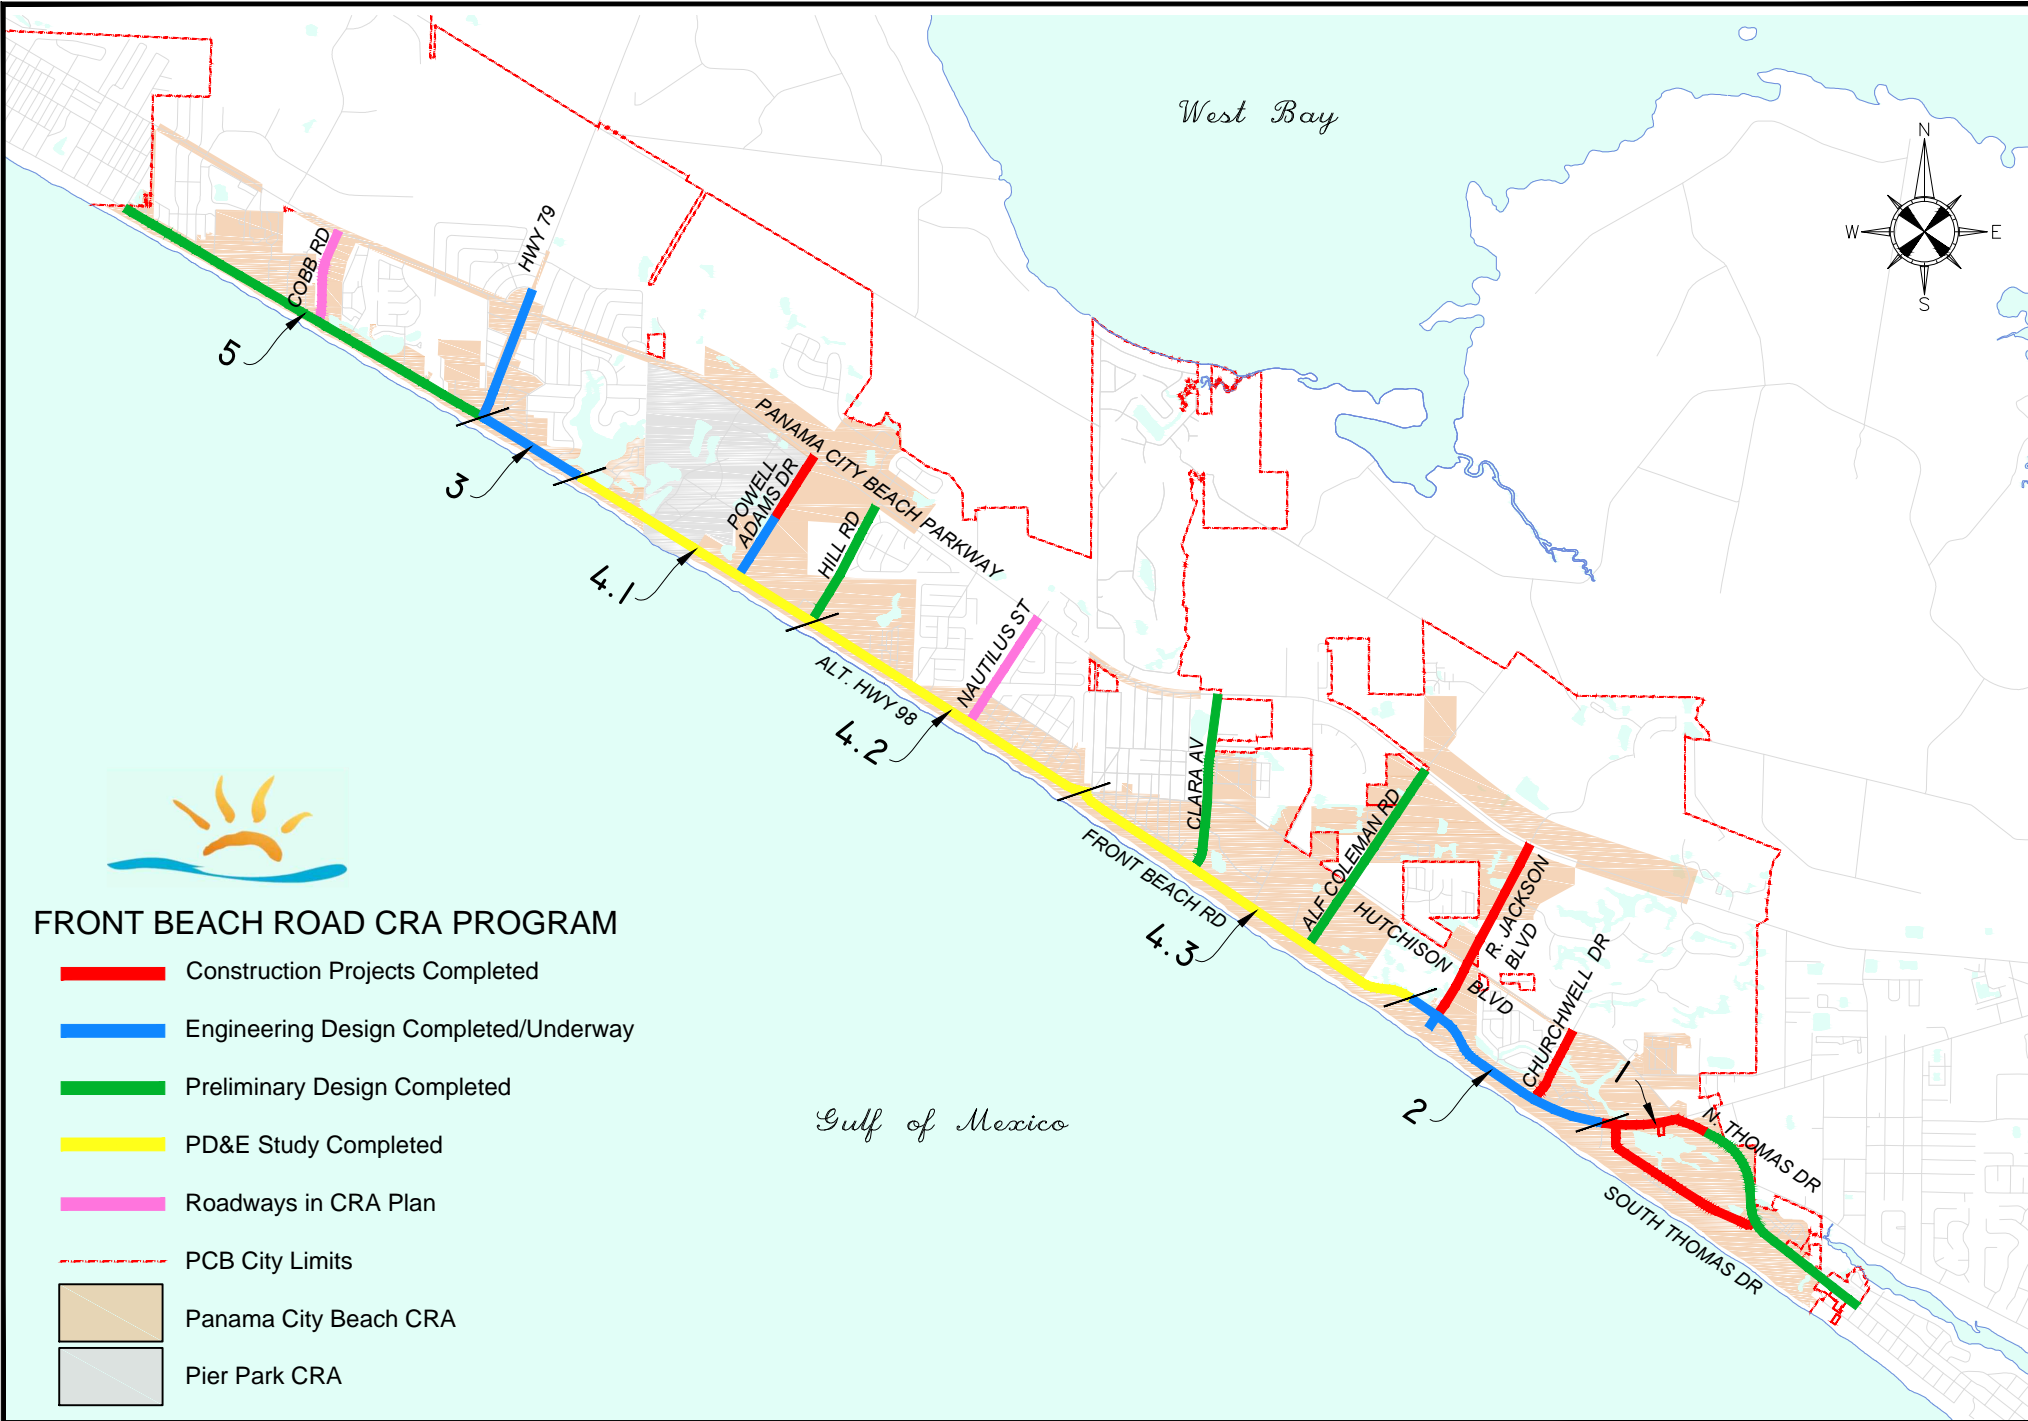 West Bay
N
W
E
S
HWY 79
COBB RD
5
3
PANAMA CITY BEACH PARKWAY
POWELL
ADAMS DR
HILL RD
4.1
NAUTILUS ST
ALT. HWY 98
4.2
CLARA AV
ALF COLEMAN RD
FRONT BEACH RD
4.3
HUTCHISON
BLVD
R. JACKSON
BLVD
CHURCHWELL DR
2
1
N. THOMAS DR
SOUTH THOMAS DR
Gulf of Mexico
FRONT BEACH ROAD CRA PROGRAM
Construction Projects Completed
Engineering Design Completed/Underway
Preliminary Design Completed
PD&E Study Completed
Roadways in CRA Plan
PCB City Limits
Panama City Beach CRA
Pier Park CRA